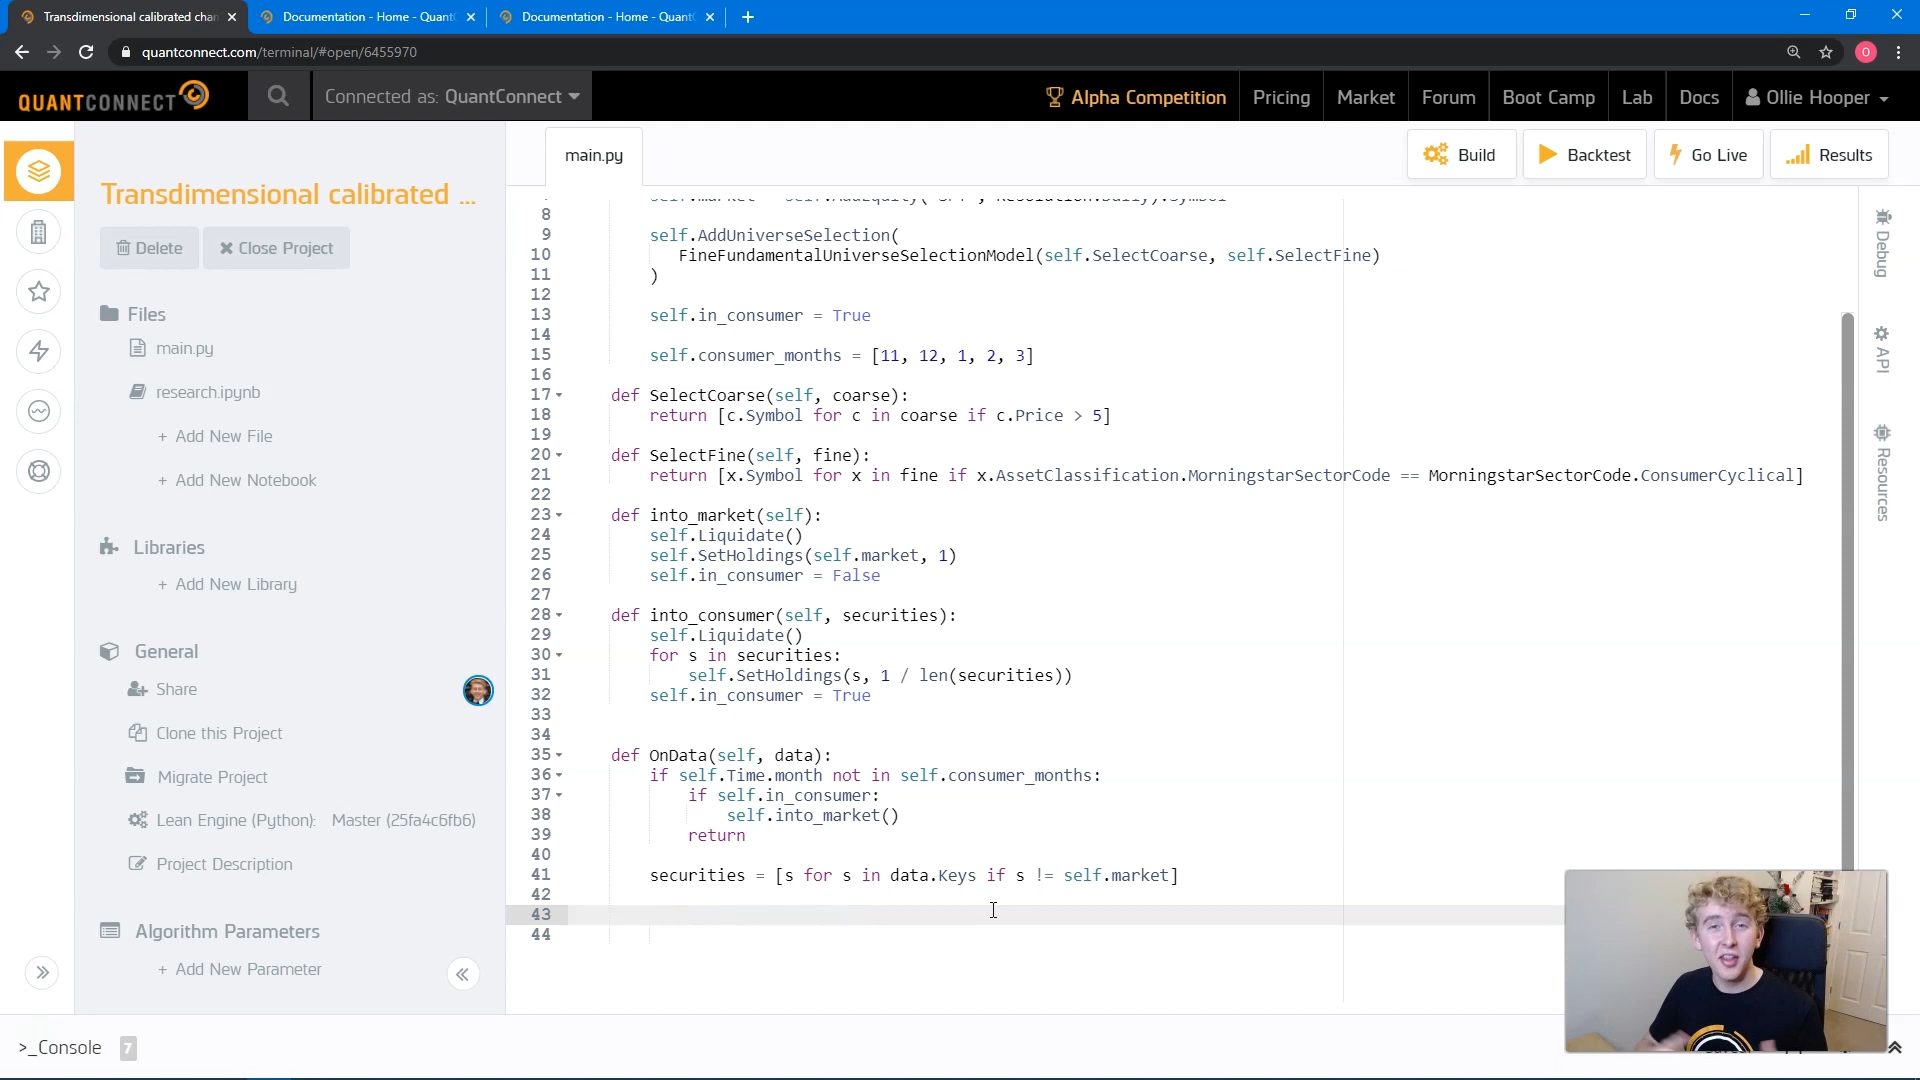 Transdimensional calibrated cha
Documentation - Home - Quant
Documentation - Home - Quant
quantconnect.com/terminal/#open/6455970
O
QUANTCONNECT
Connected as: QuantConnect
Alpha Competition
Pricing
Market
Forum
Boot Camp
Lab
Docs
Ollie Hooper
main.py
Build
Backtest
Go Live
Results
Transdimensional calibrated ...
Delete
Close Project
Files
main.py
research.ipynb
+ Add New File
+ Add New Notebook
Libraries
+ Add New Library
General
Share
Clone this Project
Migrate Project
Lean Engine (Python): Master (25fa4c6fb6)
Project Description
Algorithm Parameters
+ Add New Parameter
8
9 self.AddUniverseSelection(
10 FineFundamentalUniverseSelectionModel(self.SelectCoarse, self.SelectFine)
11 )
12
13 self.in_consumer = True
14
15 self.consumer_months = [11, 12, 1, 2, 3]
16
17 def SelectCoarse(self, coarse):
18 return [c.Symbol for c in coarse if c.Price > 5]
19
20 def SelectFine(self, fine):
21 return [x.Symbol for x in fine if x.AssetClassification.MorningstarSectorCode == MorningstarSectorCode.ConsumerCyclical]
22
23 def into_market(self):
24 self.Liquidate()
25 self.SetHoldings(self.market, 1)
26 self.in_consumer = False
27
28 def into_consumer(self, securities):
29 self.Liquidate()
30 for s in securities:
31 self.SetHoldings(s, 1 / len(securities))
32 self.in_consumer = True
33
34
35 def OnData(self, data):
36 if self.Time.month not in self.consumer_months:
37 if self.in_consumer:
38 self.into_market()
39 return
40
41 securities = [s for s in data.Keys if s != self.market]
42
43
44
Debug
API
Resources
>_Console 7